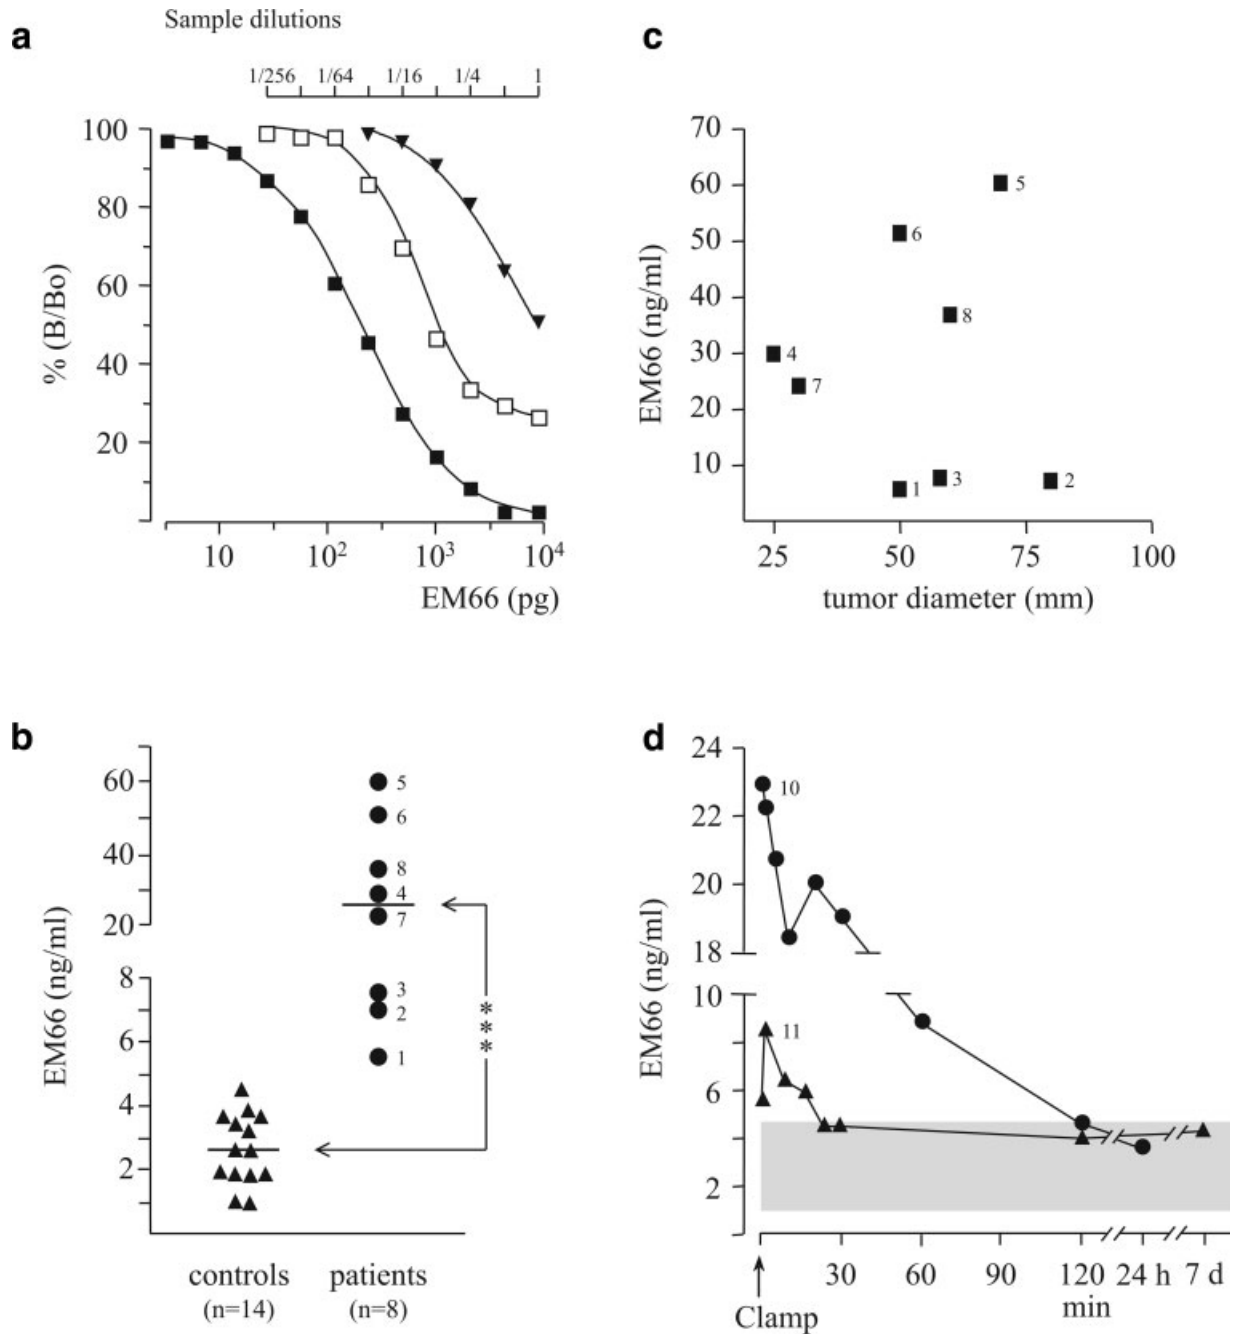 a
Sample dilutions
1/256 1/64 1/16 1/4 1
100
80
60
40
20
% (B/Bo)
10 10² 10³ 10⁴
EM66 (pg)
c
70
60
50
40
30
20
10
EM66 (ng/ml)
5
6
8
4
7
3
2
1
25 50 75 100
tumor diameter (mm)
b
60
40
20
8
6
4
2
EM66 (ng/ml)
5
6
8
4
7
3
2
1
***
controls patients
(n=14) (n=8)
d
24
22
20
18
10
6
2
EM66 (ng/ml)
10
11
30 60 90 120 24 h 7 d
min
Clamp